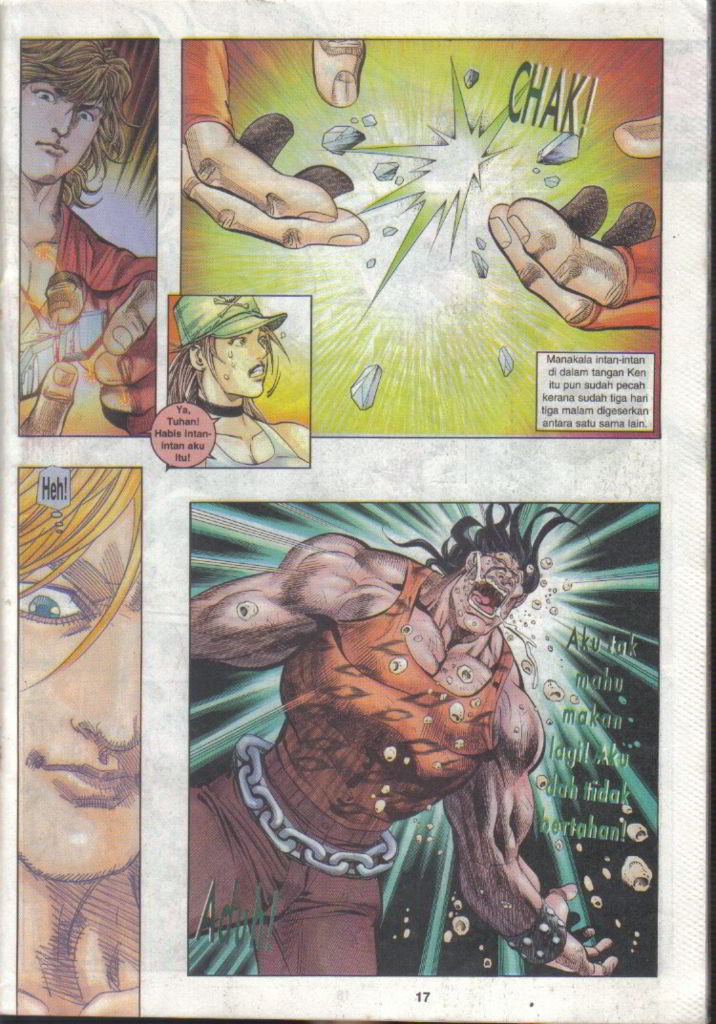 CHAK!
Manakala intan-intan
di dalam tangan Ken
itu pun sudah pecah
kerana sudah tiga hari
tiga malam digeserkan
antara satu sama lain.
Ya,
Tuhan!
Habis intan-
intan aku
itu!
Heh!
Aku tak
mahu
makan
lagi! Aku
dah tidak
bertahan!
Aduh!
17